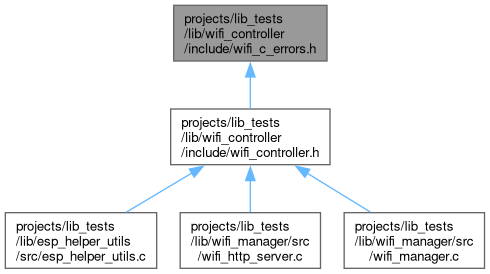 projects/lib_tests
/lib/wifi_controller
/include/wifi_c_errors.h
projects/lib_tests
/lib/wifi_controller
/include/wifi_controller.h
projects/lib_tests
/lib/esp_helper_utils
/src/esp_helper_utils.c
projects/lib_tests
/lib/wifi_manager/src
/wifi_http_server.c
projects/lib_tests
/lib/wifi_manager/src
/wifi_manager.c